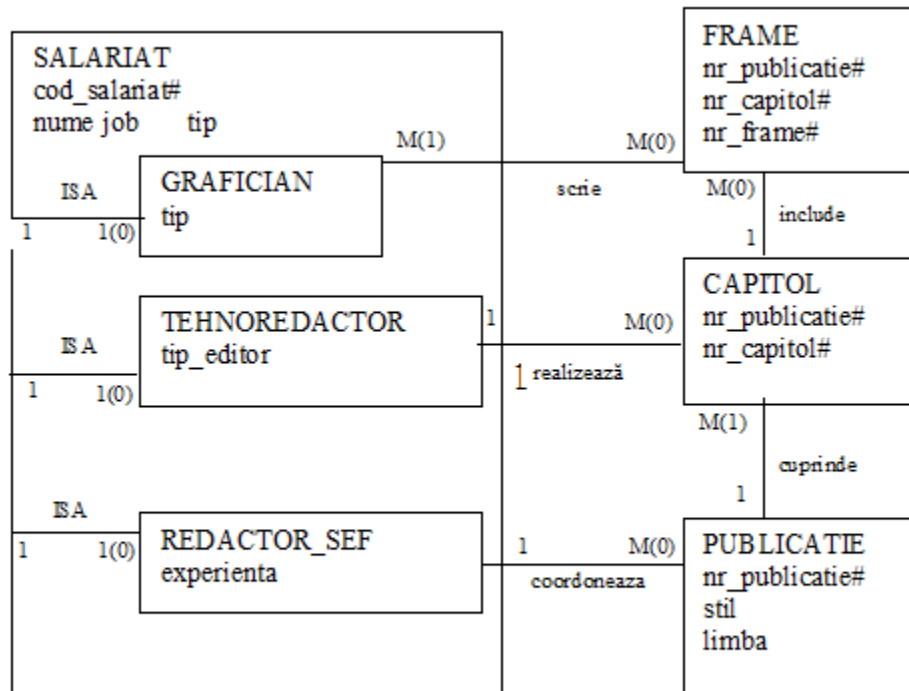 SALARIAT
cod_salariat#
nume job tip
FRAME
nr_publicatie#
nr_capitol#
nr_frame#
M(1)
M(0)
scrie
ISA
GRAFICIAN
tip
1
1(0)
M(0)
include
1
CAPITOL
nr_publicatie#
nr_capitol#
ISA
TEHNOREDACTOR
tip_editor
1
1(0)
1
M(0)
1 realizează
M(1)
cuprinde
1
ISA
REDACTOR_SEF
experienta
1
1(0)
1
M(0)
coordoneaza
PUBLICATIE
nr_publicatie#
stil
limba